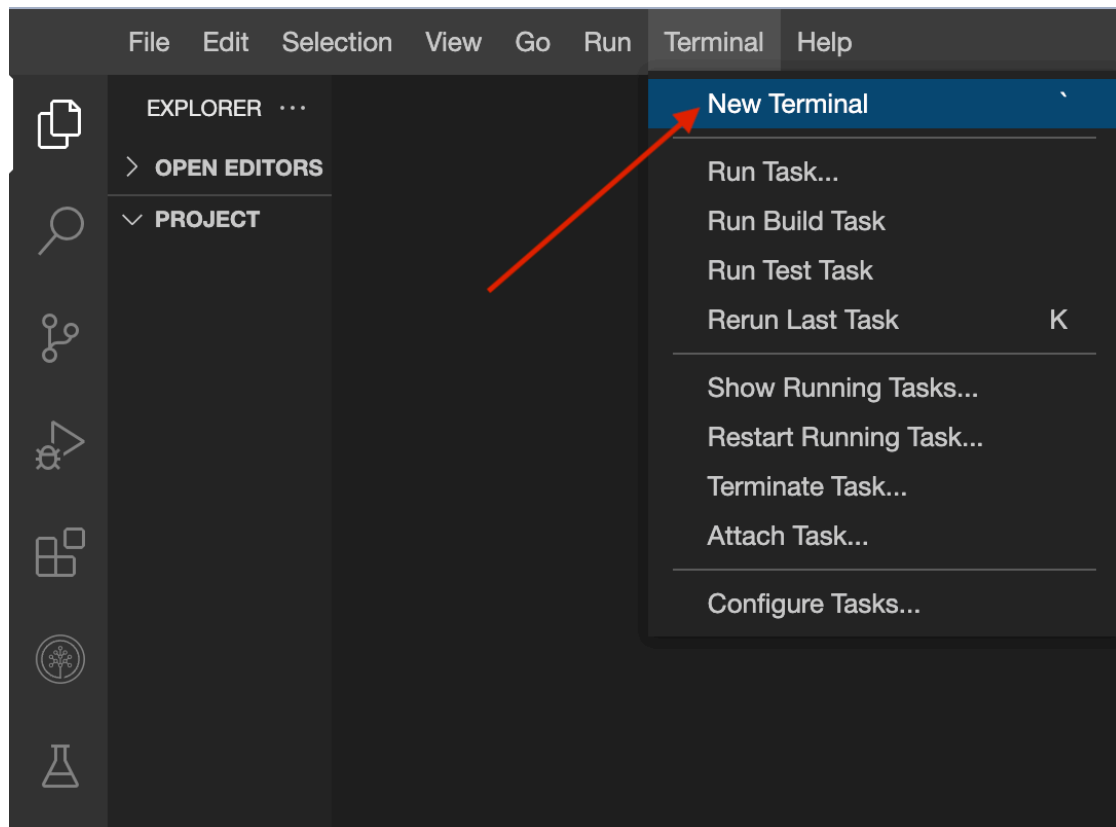 File Edit Selection View Go Run Terminal Help
EXPLORER ···
OPEN EDITORS
PROJECT
New Terminal `
Run Task...
Run Build Task
Run Test Task
Rerun Last Task K
Show Running Tasks...
Restart Running Task...
Terminate Task...
Attach Task...
Configure Tasks...